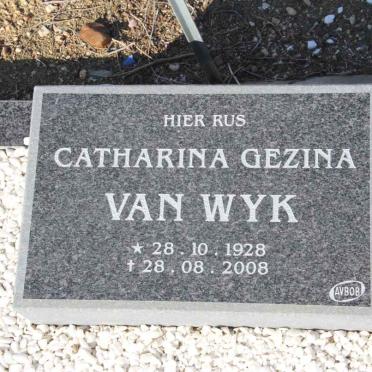 HIER RUS
CATHARINA GEZINA
VAN WYK
★ 28 . 10 . 1928
† 28 . 08 . 2008
AVBOB